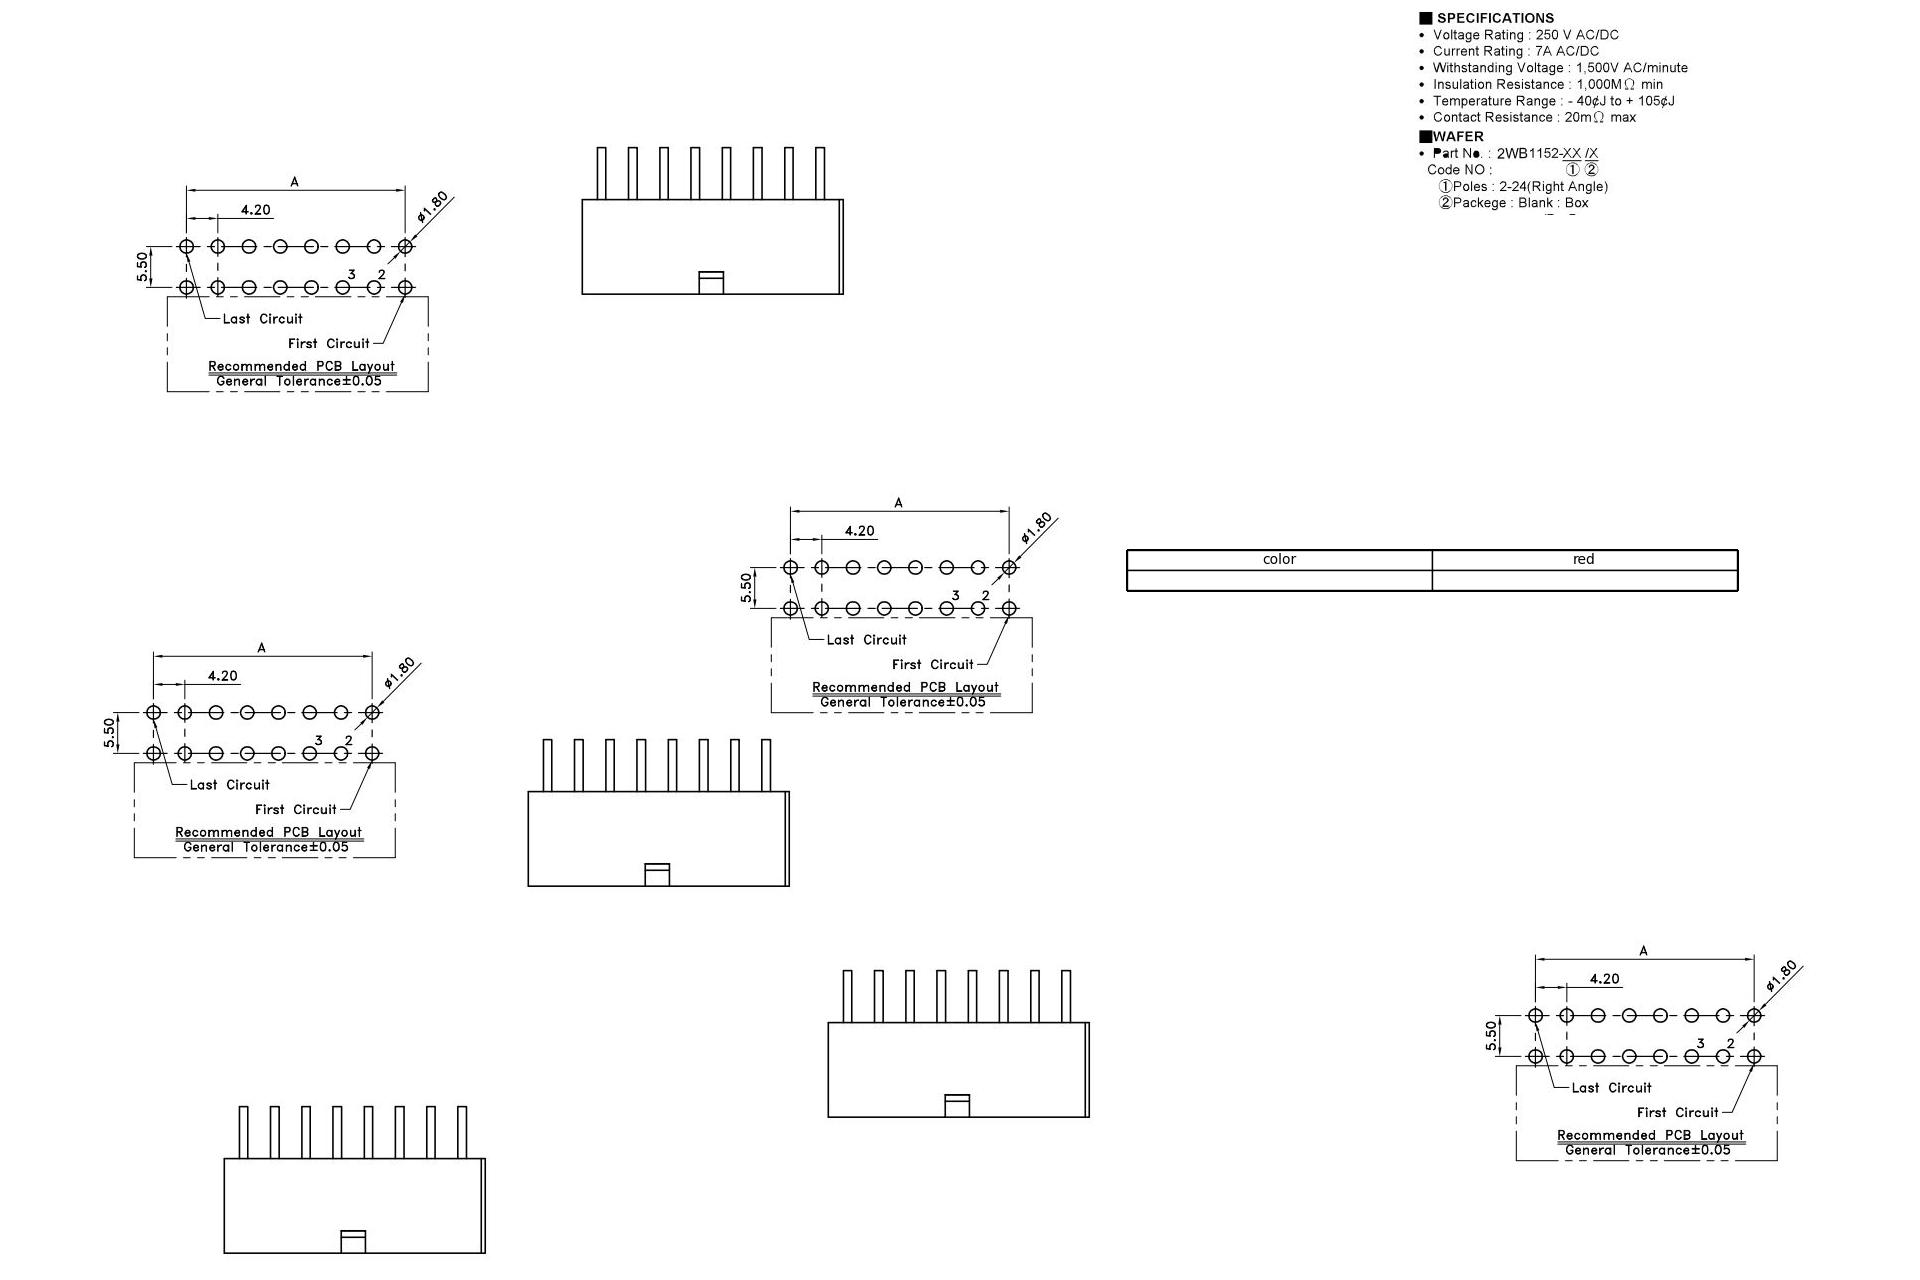 ■ SPECIFICATIONS
• Voltage Rating : 250 V AC/DC
• Current Rating : 7A AC/DC
• Withstanding Voltage : 1,500V AC/minute
• Insulation Resistance : 1,000MΩ min
• Temperature Range : - 40¢J to + 105¢J
• Contact Resistance : 20mΩ max
■WAFER
• Part No. : 2WB1152-XX /X
Code NO : ① ②
①Poles : 2-24(Right Angle)
②Packege : Blank : Box
A
4.20
ø1.80
5.50
3 2
Last Circuit
First Circuit
Recommended PCB Layout
General Tolerance±0.05
A
4.20
ø1.80
5.50
3 2
Last Circuit
First Circuit
Recommended PCB Layout
General Tolerance±0.05
color red
A
4.20
ø1.80
5.50
3 2
Last Circuit
First Circuit
Recommended PCB Layout
General Tolerance±0.05
A
4.20
ø1.80
5.50
3 2
Last Circuit
First Circuit
Recommended PCB Layout
General Tolerance±0.05